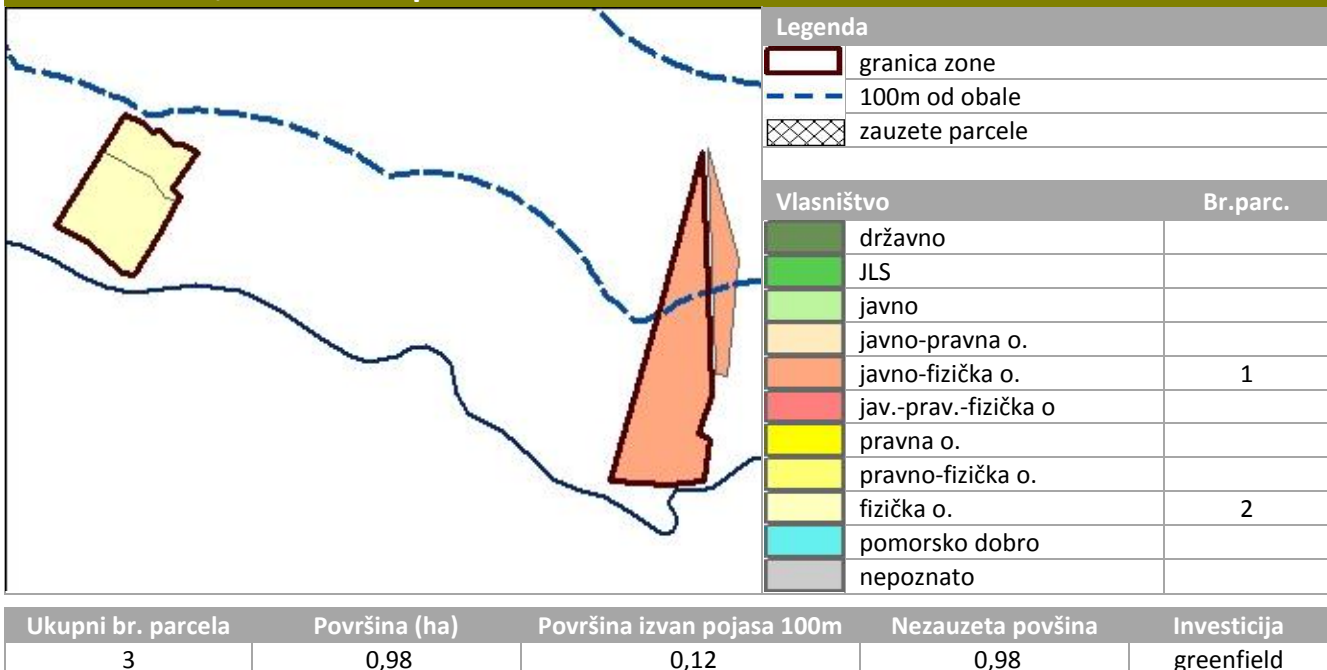 Legenda
granica zone
100m od obale
zauzete parcele
Vlasništvo Br.parc.
državno
JLS
javno
javno-pravna o.
javno-fizička o. 1
jav.-prav.-fizička o
pravna o.
pravno-fizička o.
fizička o. 2
pomorsko dobro
nepoznato
Ukupni br. parcela Površina (ha) Površina izvan pojasa 100m Nezauzeta povšina Investicija
3 0,98 0,12 0,98 greenfield